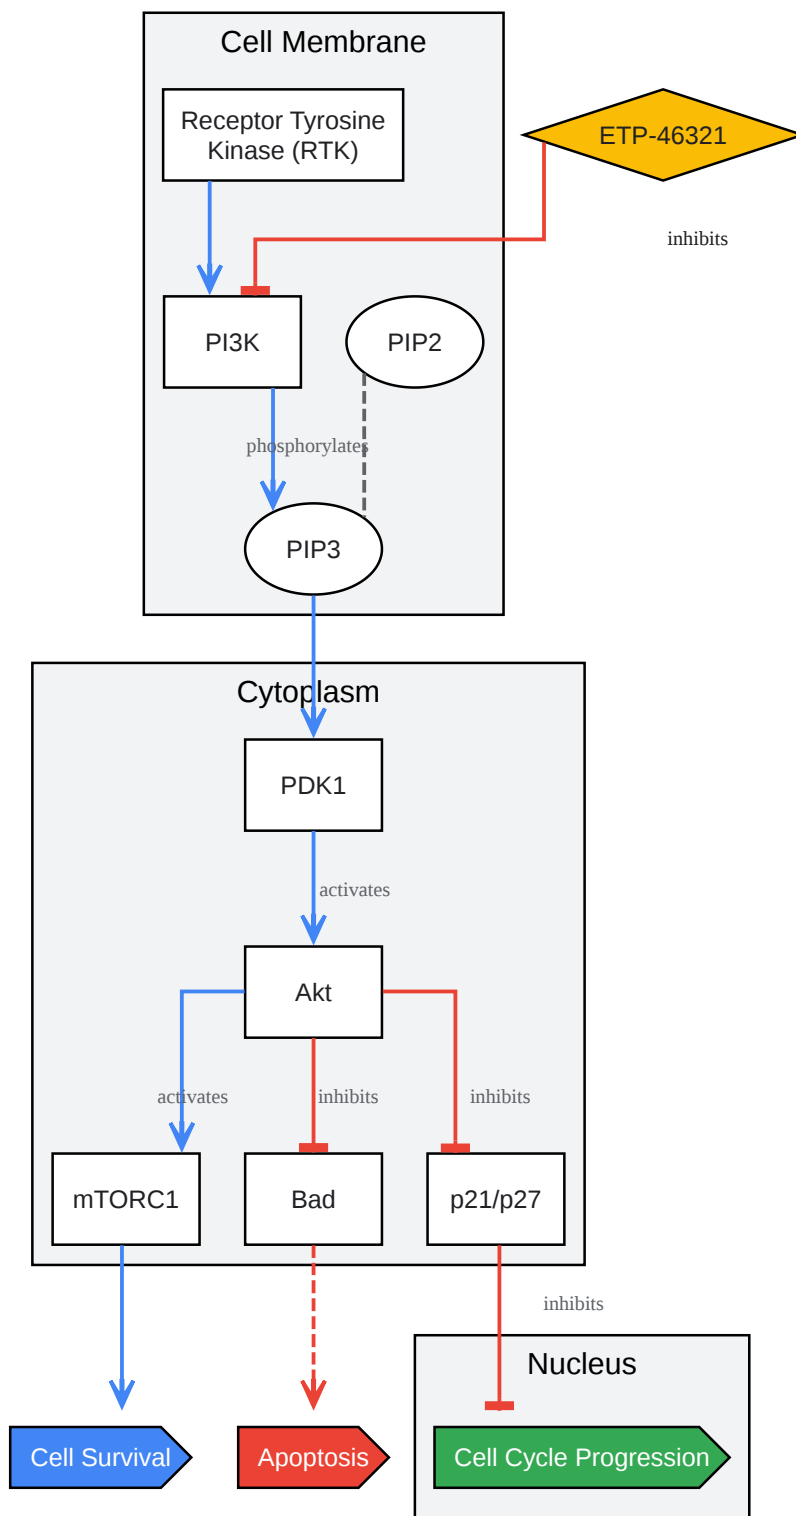 Cell Membrane
Receptor Tyrosine
Kinase (RTK)
ETP-46321
inhibits
PI3K
PIP2
phosphorylates
PIP3
Cytoplasm
PDK1
activates
Akt
activates
inhibits
inhibits
mTORC1
Bad
p21/p27
inhibits
Nucleus
Cell Survival
Apoptosis
Cell Cycle Progression